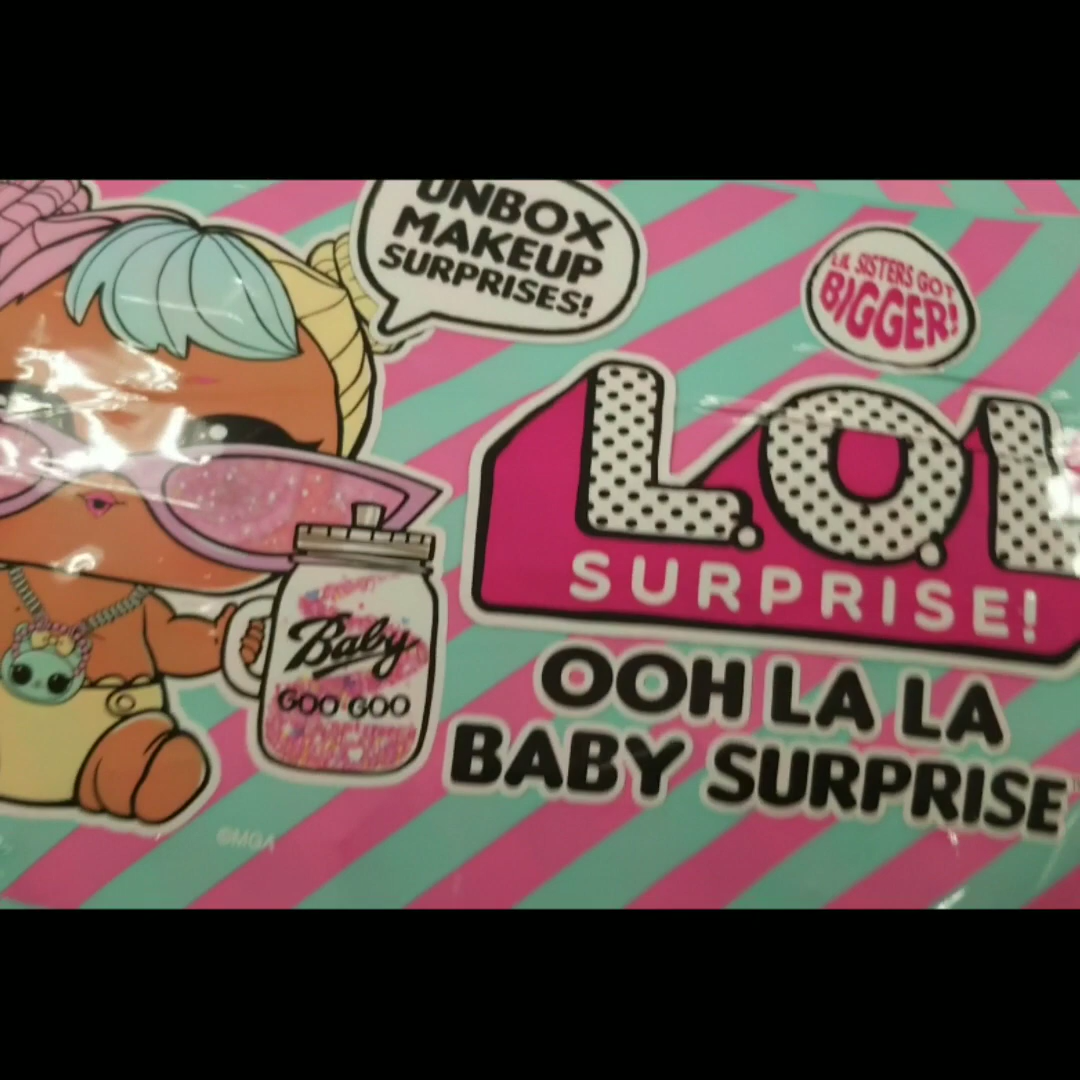 UNBOX
MAKEUP
SURPRISES!
LIL SISTERS GOT
BIGGER!
L.O.L
SURPRISE!
OOH LA LA
BABY SURPRISE
Baby
GOO GOO
©MGA